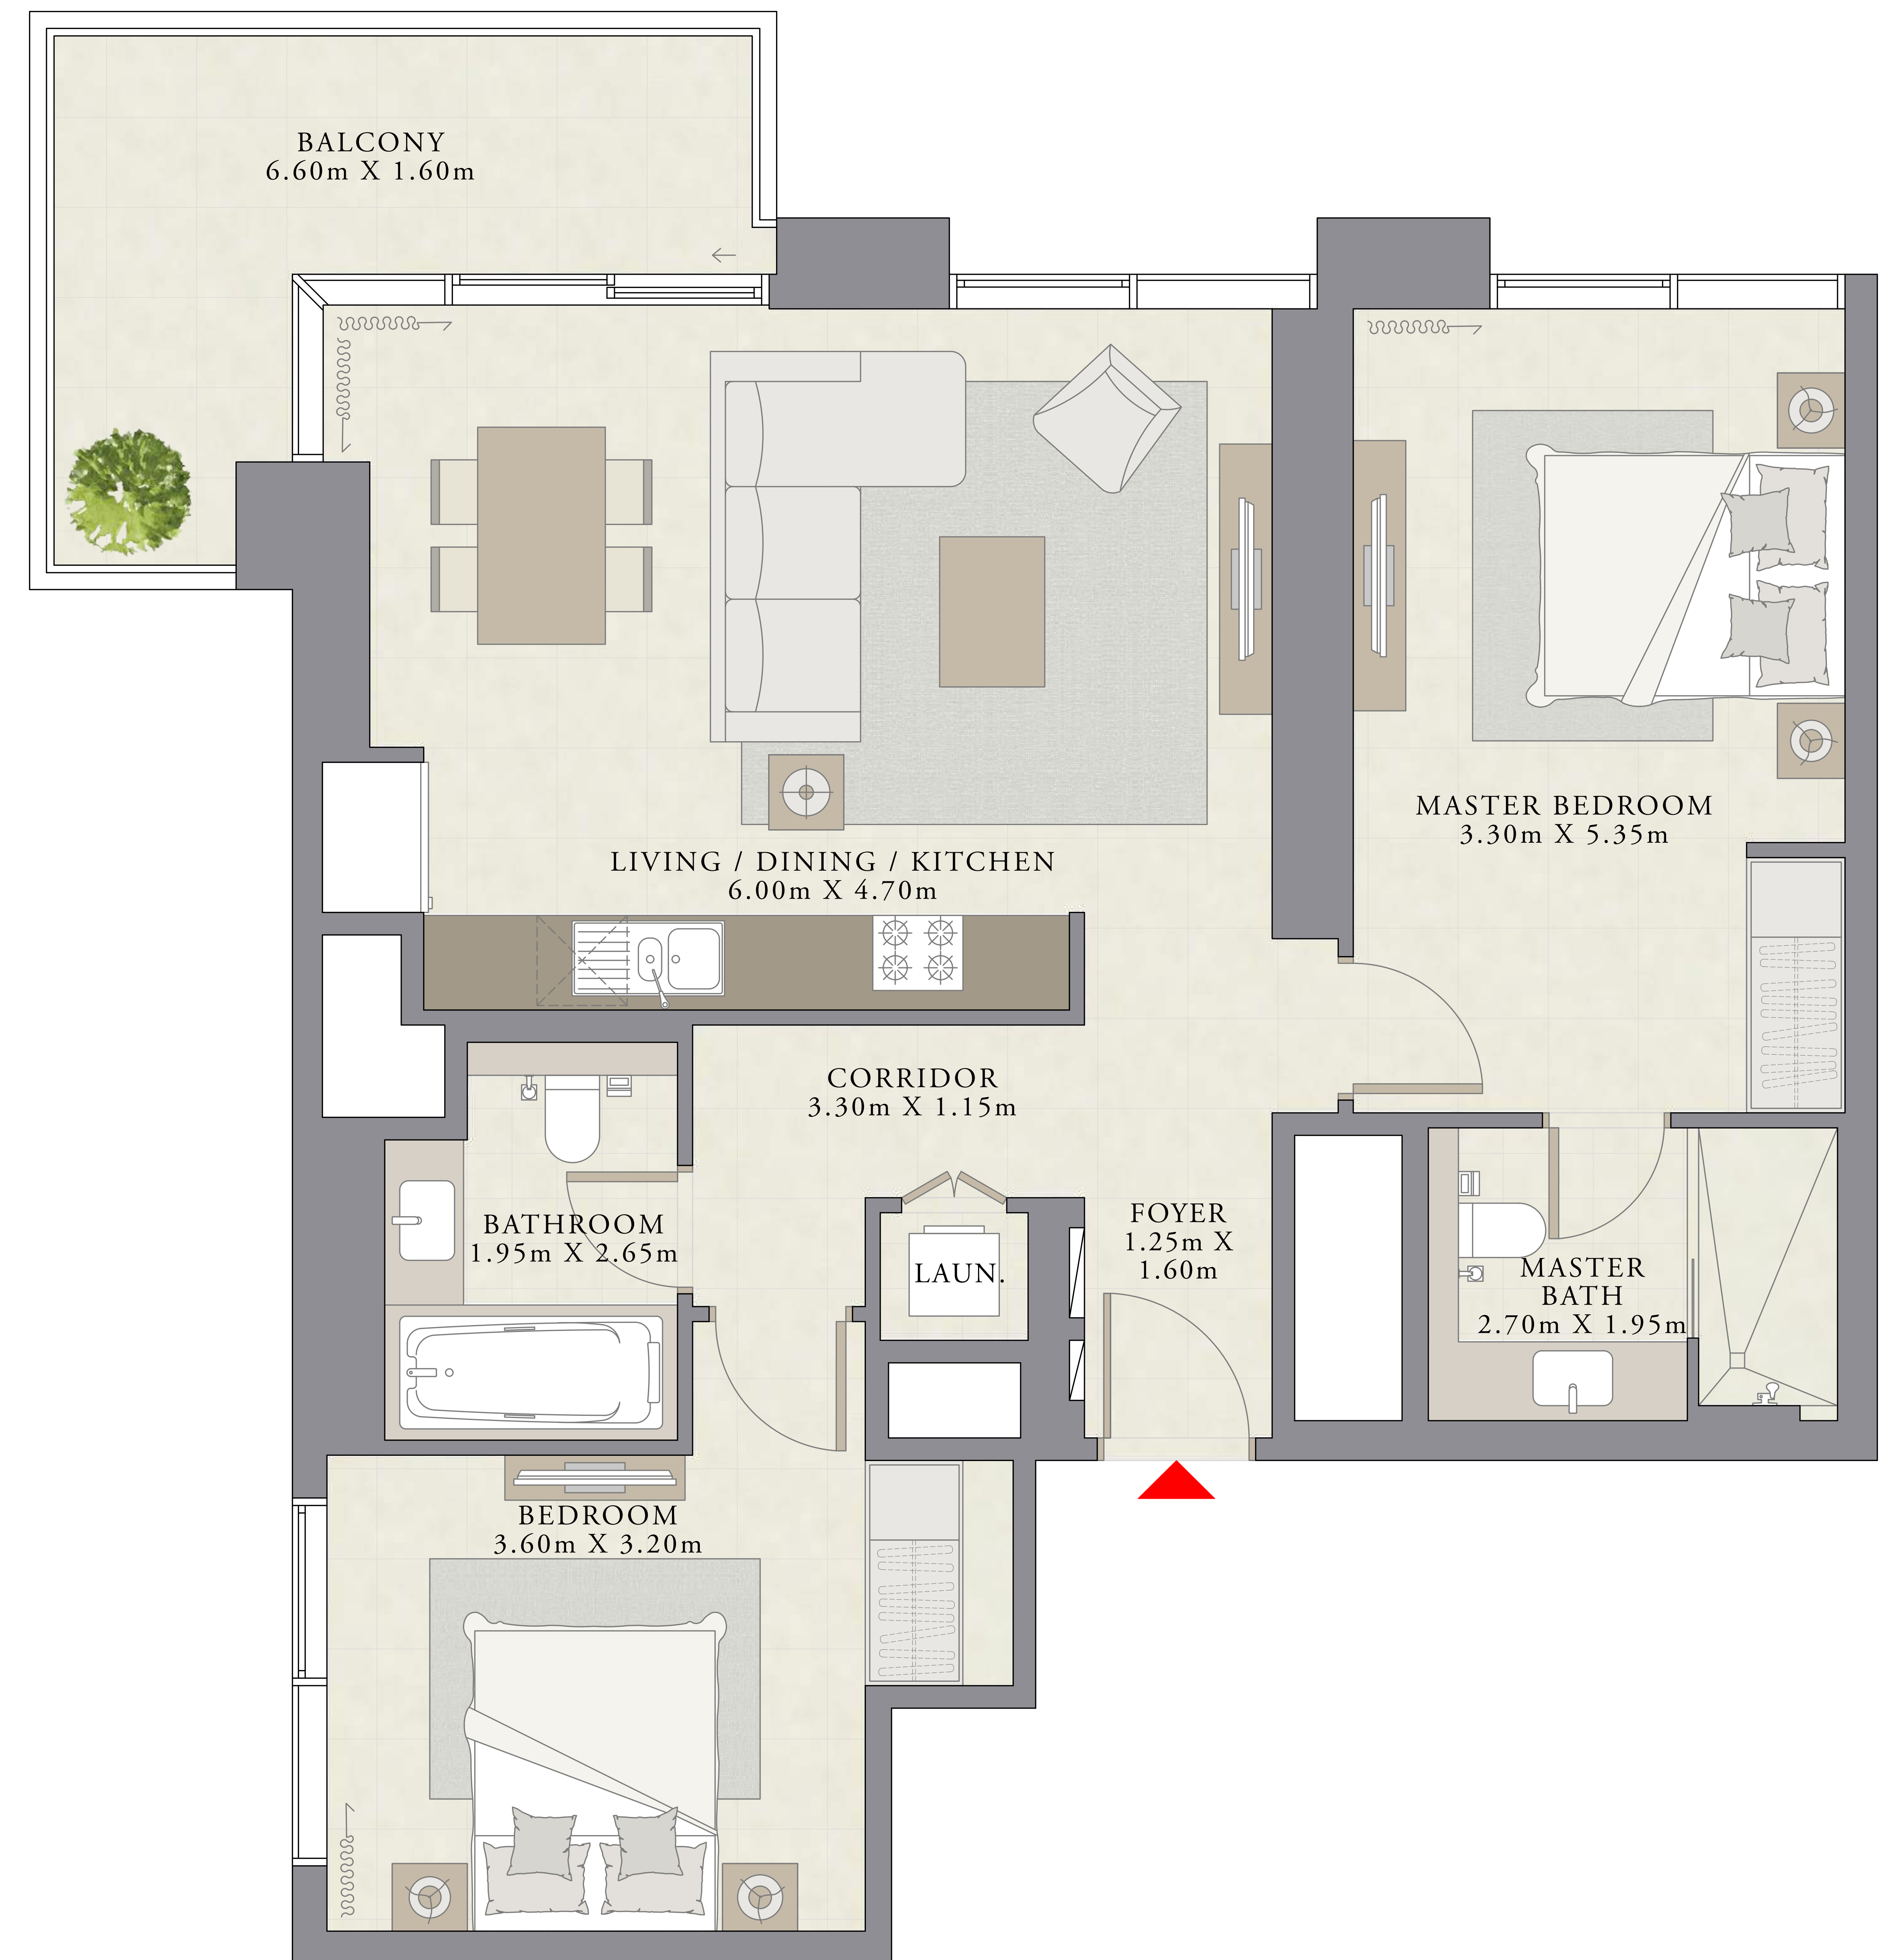 BALCONY
6.60m X 1.60m
MASTER BEDROOM
3.30m X 5.35m
LIVING / DINING / KITCHEN
6.00m X 4.70m
CORRIDOR
3.30m X 1.15m
BATHROOM
1.95m X 2.65m
LAUN.
FOYER
1.25m X
1.60m
MASTER
BATH
2.70m X 1.95m
BEDROOM
3.60m X 3.20m